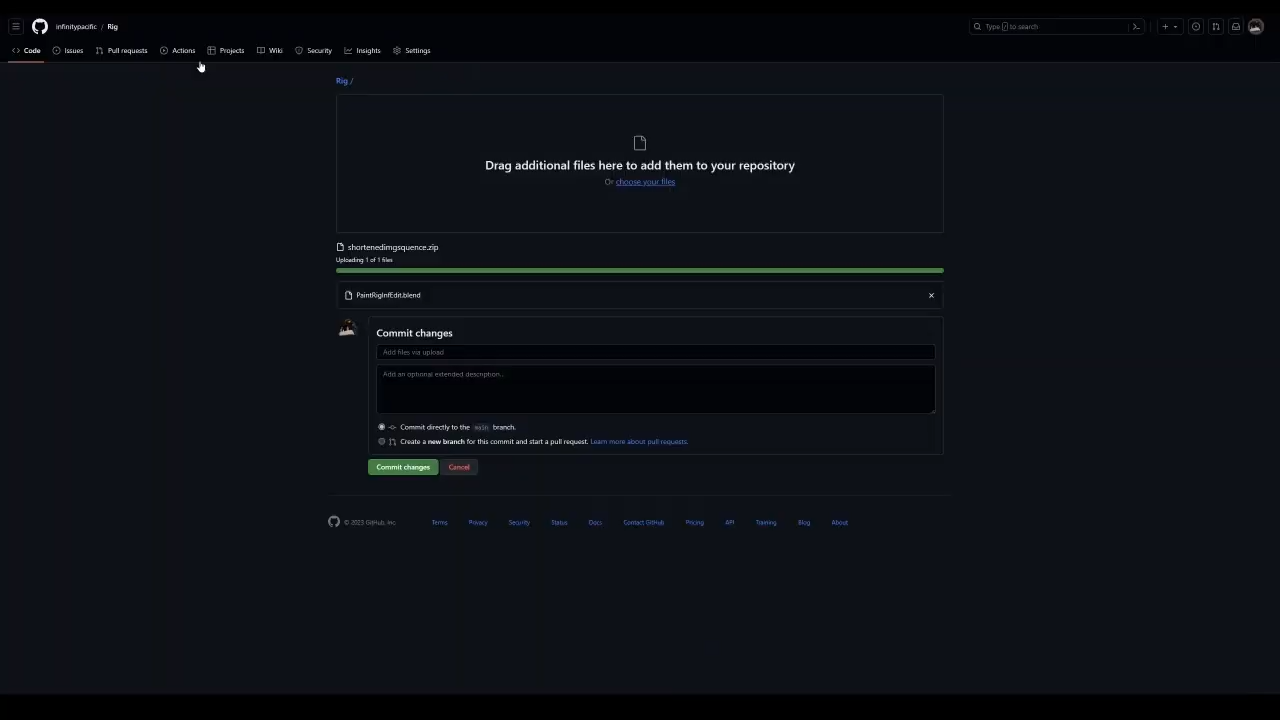 infinitypacific / Rig
Type / to search
Code Issues Pull requests Actions Projects Wiki Security Insights Settings
Rig /
Drag additional files here to add them to your repository
Or choose your files
shortenedimgsquence.zip
Uploading 1 of 1 files
PaintRigInfEdit.blend
Commit changes
Add files via upload
Add an optional extended description...
Commit directly to the main branch.
Create a new branch for this commit and start a pull request. Learn more about pull requests.
Commit changes Cancel
© 2023 GitHub, Inc. Terms Privacy Security Status Docs Contact GitHub Pricing API Training Blog About